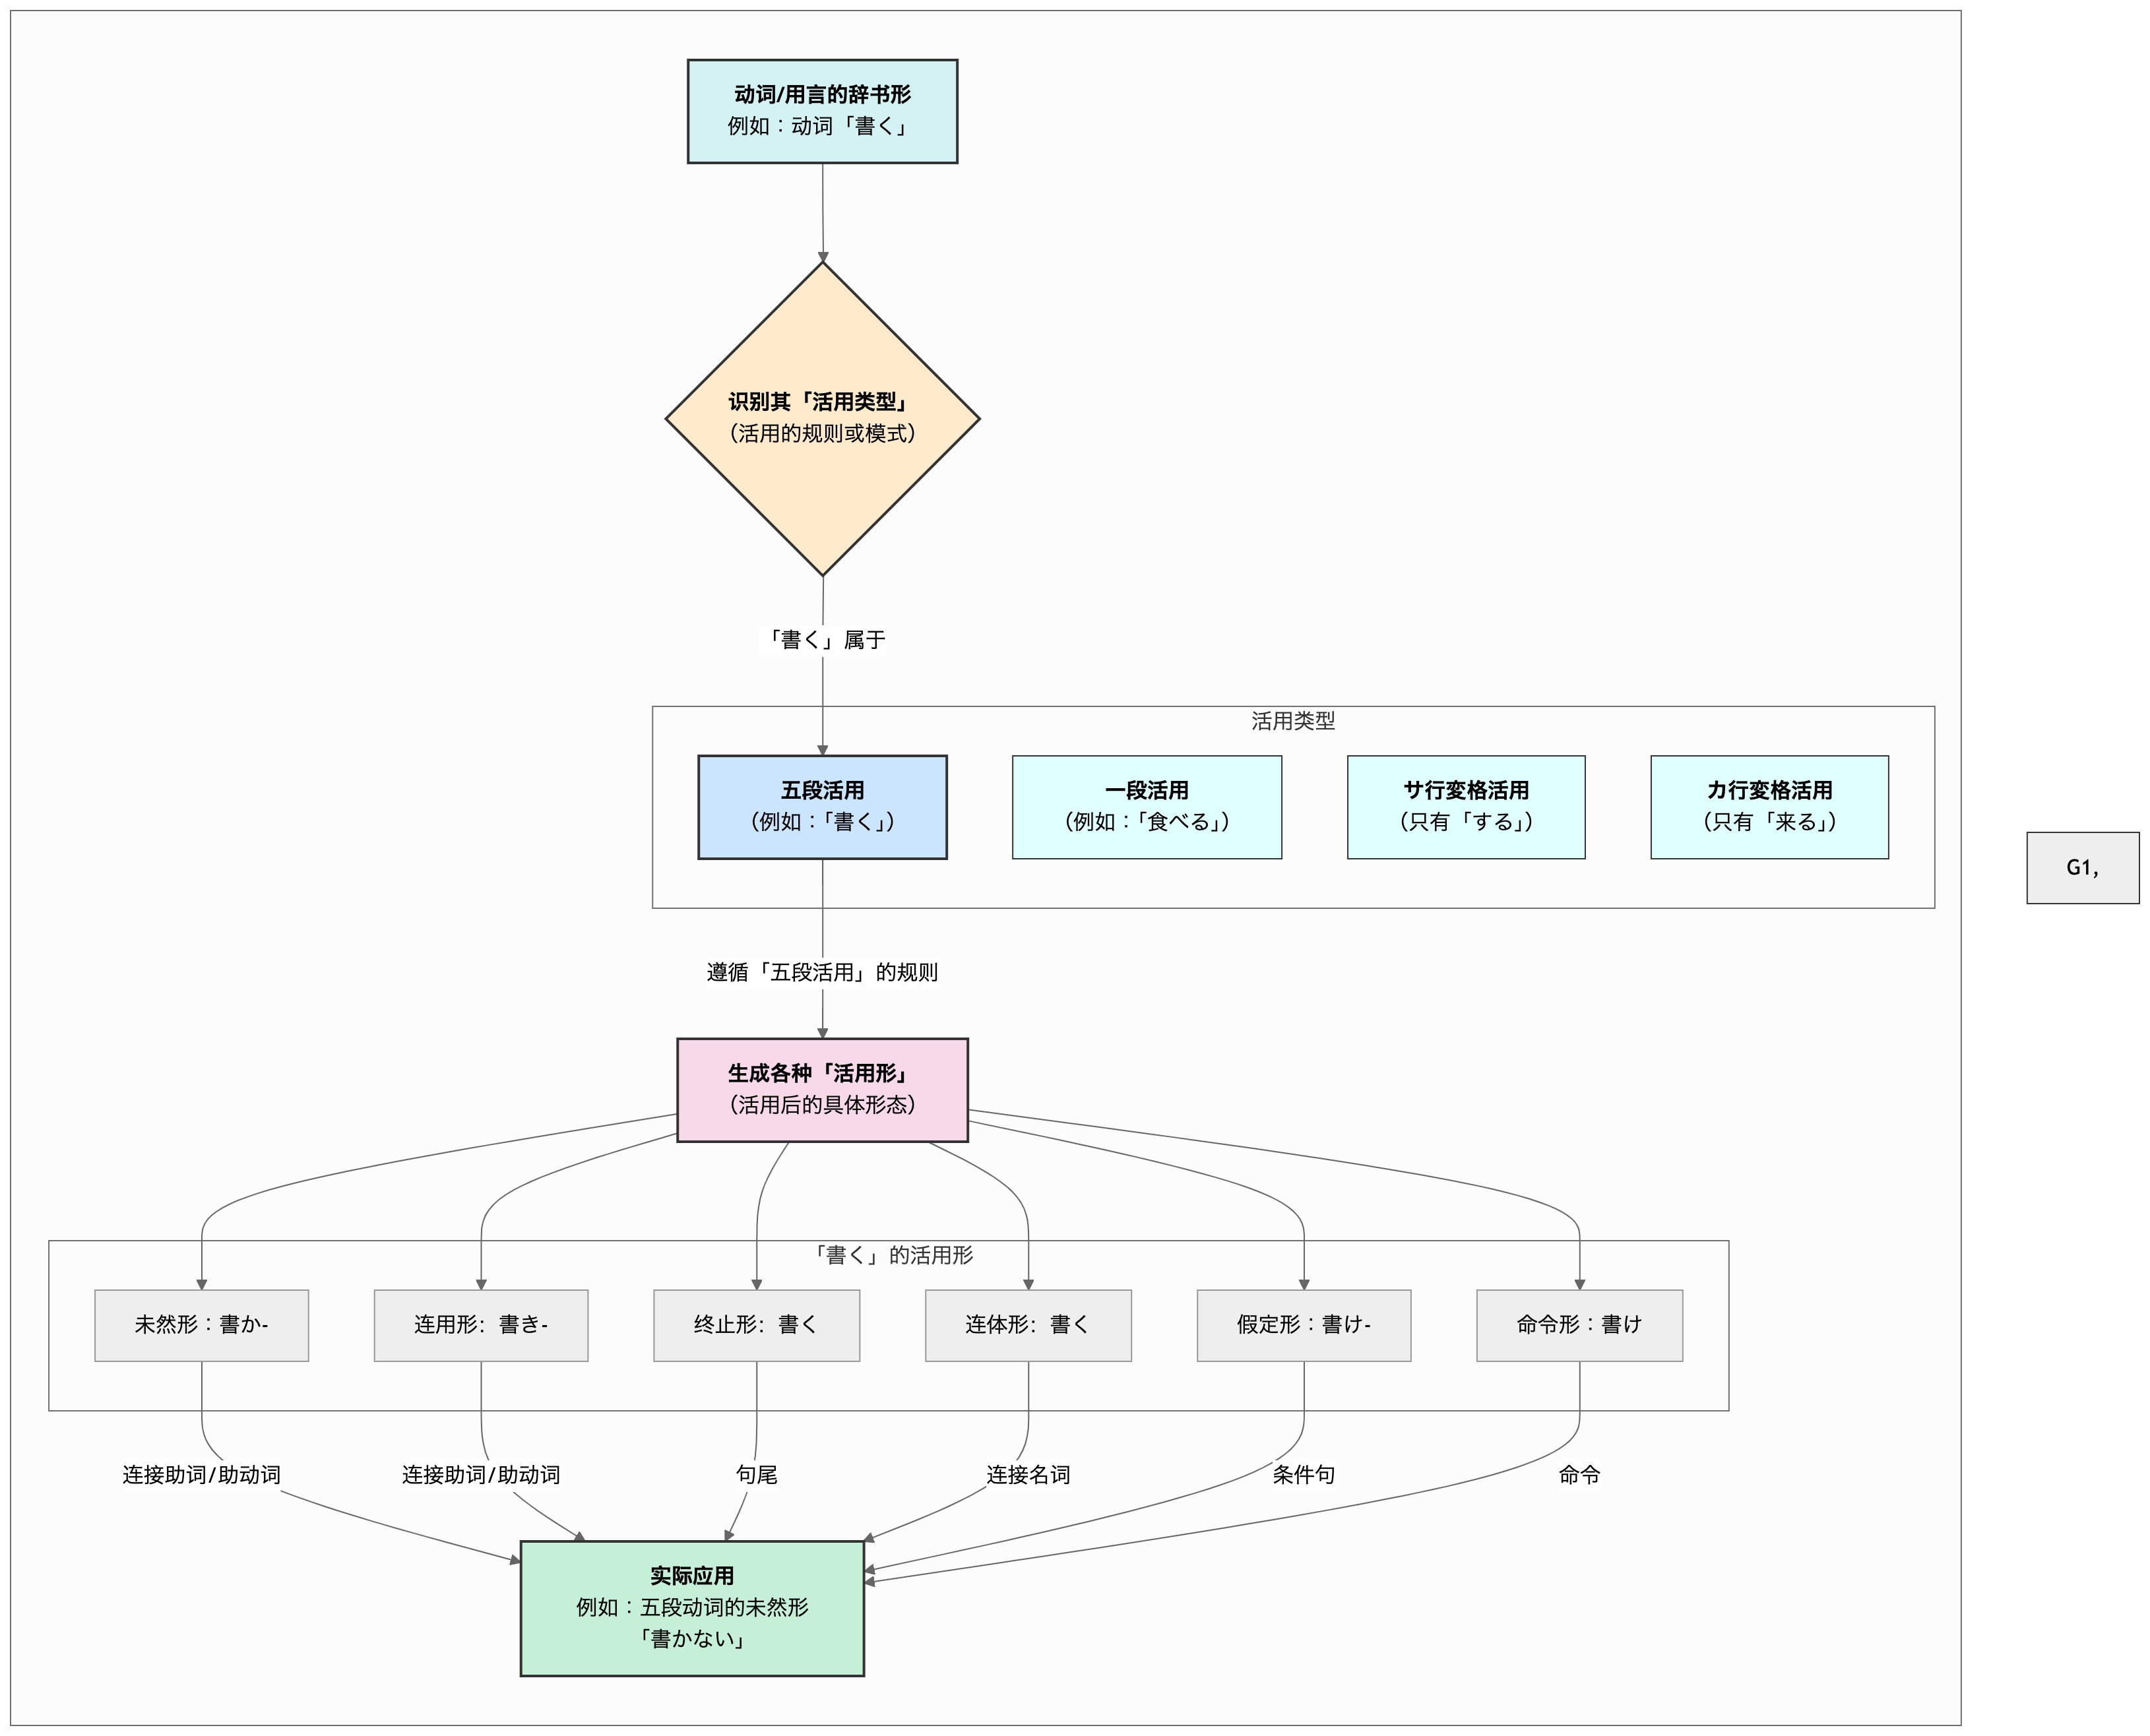 动词/用言的辞书形
例如：动词「書く」
识别其「活用类型」
（活用的规则或模式）
「書く」属于
活用类型
五段活用
（例如：「書く」）
一段活用
（例如：「食べる」）
サ行変格活用
（只有「する」）
カ行変格活用
（只有「来る」）
G1,
遵循「五段活用」的规则
生成各种「活用形」
（活用后的具体形态）
「書く」的活用形
未然形：書か-
连用形：書き-
终止形：書く
连体形：書く
假定形：書け-
命令形：書け
连接助词/助动词
连接助词/助动词
句尾
连接名词
条件句
命令
实际应用
例如：五段动词的未然形
「書かない」